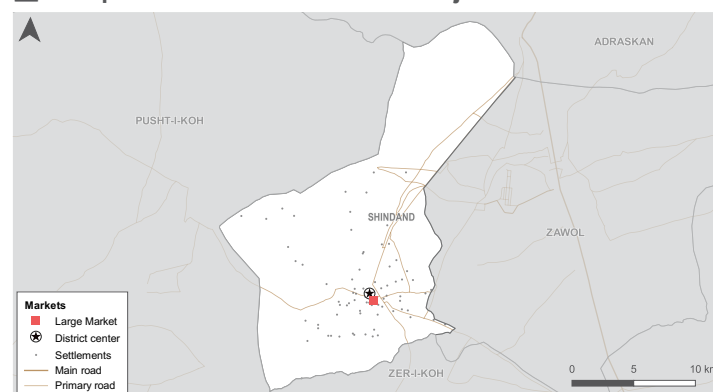 ADRASKAN
PUSHT-I-KOH
SHINDAND
ZAWOL
Markets
Large Market
District center
Settlements
Main road
Primary road
ZER-I-KOH
0 5 10 km